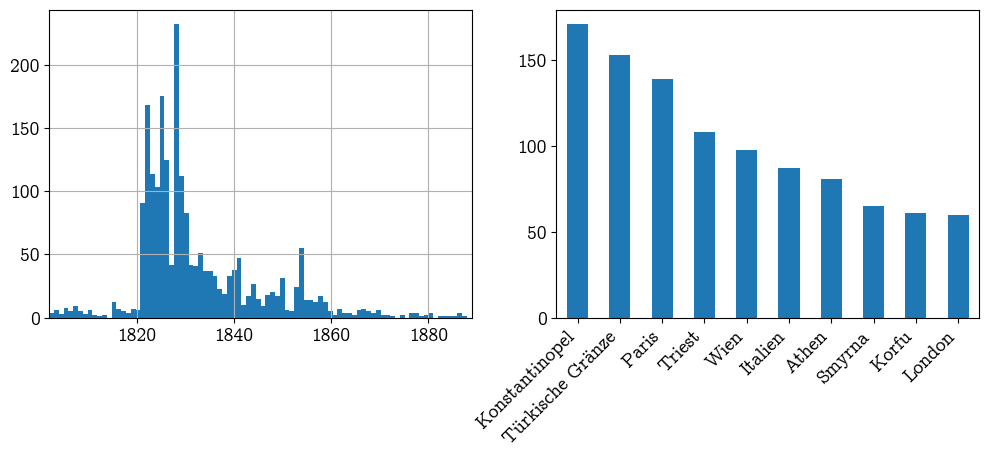 200
150
100
50
0
1820 1840 1860 1880
150
100
50
0
Konstantinopel
Türkische Gränze
Paris
Triest
Wien
Italien
Athen
Smyrna
Korfu
London